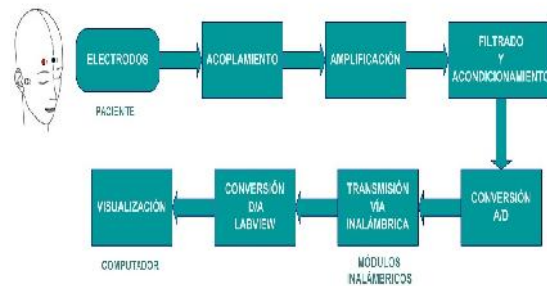 ELECTRODOS
PACIENTE
ACOPLAMIENTO
AMPLIFICACIÓN
FILTRADO
Y
ACONDICIONAMIENTO
CONVERSIÓN
A/D
TRANSMISIÓN
VÍA
INALÁMBRICA
MÓDULOS
INALÁMBRICOS
CONVERSIÓN
D/A
LABVIEW
VISUALIZACIÓN
COMPUTADOR